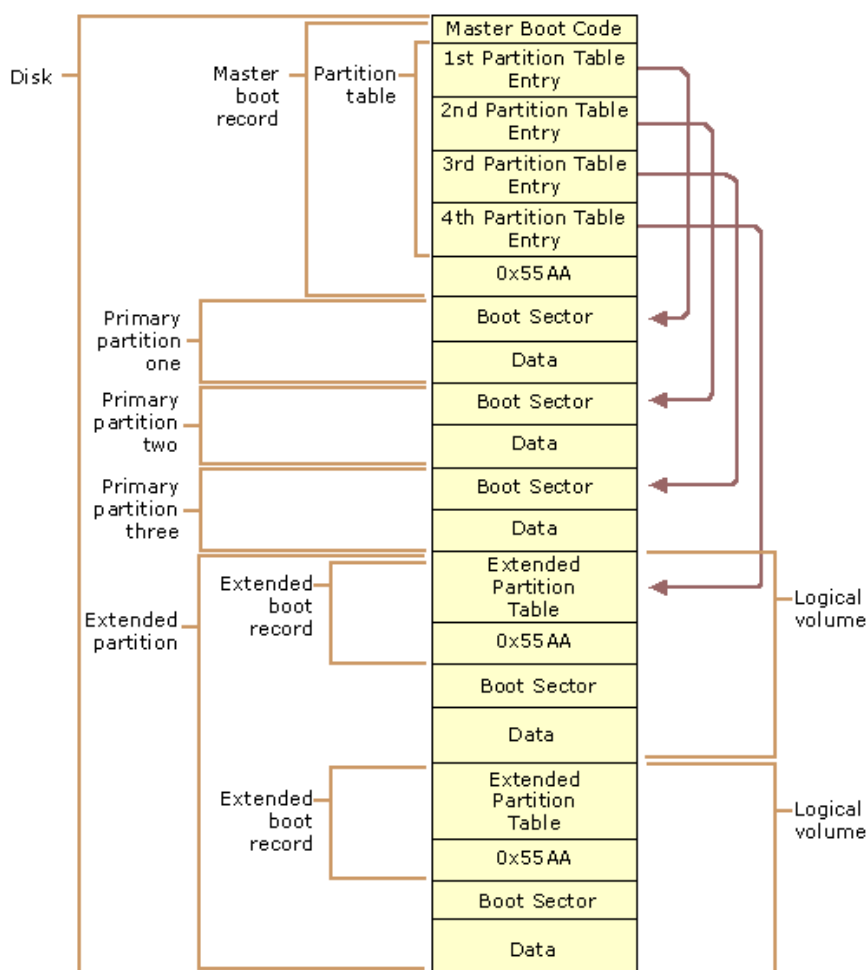 Disk
Master
boot
record
Partition
table
Master Boot Code
1st Partition Table
Entry
2nd Partition Table
Entry
3rd Partition Table
Entry
4th Partition Table
Entry
0x55AA
Primary
partition
one
Boot Sector
Data
Primary
partition
two
Boot Sector
Data
Primary
partition
three
Boot Sector
Data
Extended
partition
Extended
boot
record
Extended
Partition
Table
0x55AA
Boot Sector
Data
Logical
volume
Extended
boot
record
Extended
Partition
Table
0x55AA
Boot Sector
Data
Logical
volume